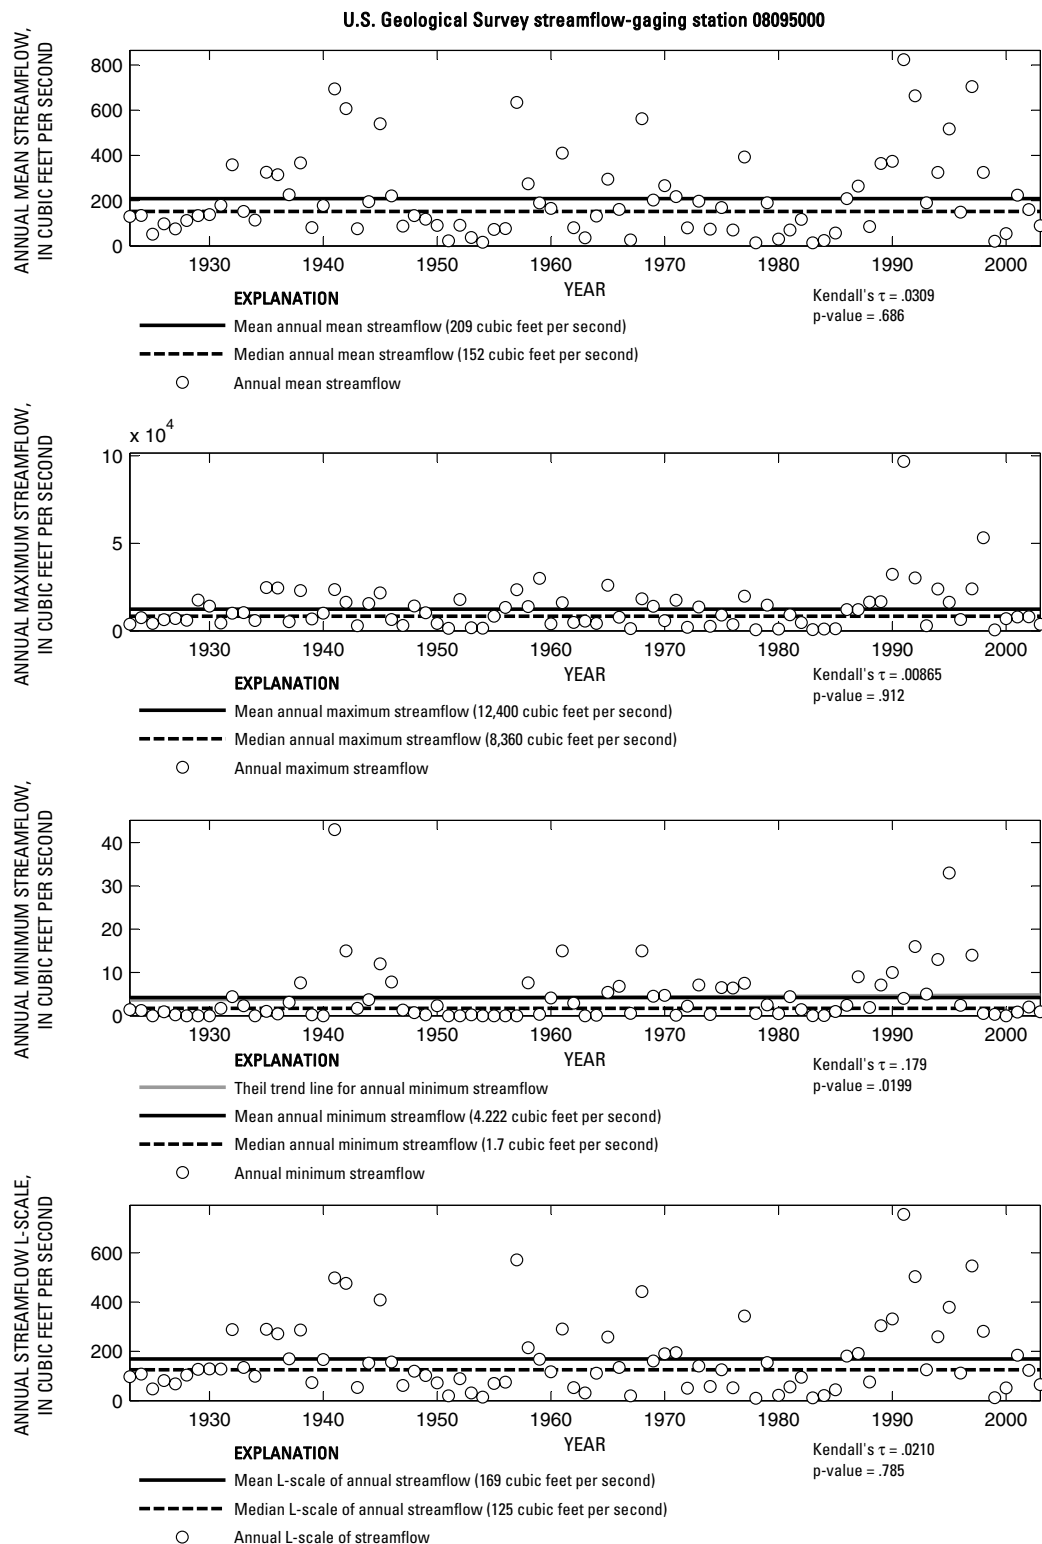 U.S. Geological Survey streamflow-gaging station 08095000
ANNUAL MEAN STREAMFLOW,
IN CUBIC FEET PER SECOND
800
600
400
200
0
1930 1940 1950 1960 1970 1980 1990 2000
YEAR
EXPLANATION
Mean annual mean streamflow (209 cubic feet per second)
Median annual mean streamflow (152 cubic feet per second)
Annual mean streamflow
Kendall's τ = .0309
p-value = .686
ANNUAL MAXIMUM STREAMFLOW,
IN CUBIC FEET PER SECOND
x 10^4
10
5
0
1930 1940 1950 1960 1970 1980 1990 2000
YEAR
EXPLANATION
Mean annual maximum streamflow (12,400 cubic feet per second)
Median annual maximum streamflow (8,360 cubic feet per second)
Annual maximum streamflow
Kendall's τ = .00865
p-value = .912
ANNUAL MINIMUM STREAMFLOW,
IN CUBIC FEET PER SECOND
40
30
20
10
0
1930 1940 1950 1960 1970 1980 1990 2000
YEAR
EXPLANATION
Theil trend line for annual minimum streamflow
Mean annual minimum streamflow (4.222 cubic feet per second)
Median annual minimum streamflow (1.7 cubic feet per second)
Annual minimum streamflow
Kendall's τ = .179
p-value = .0199
ANNUAL STREAMFLOW L-SCALE,
IN CUBIC FEET PER SECOND
600
400
200
0
1930 1940 1950 1960 1970 1980 1990 2000
YEAR
EXPLANATION
Mean L-scale of annual streamflow (169 cubic feet per second)
Median L-scale of annual streamflow (125 cubic feet per second)
Annual L-scale of streamflow
Kendall's τ = .0210
p-value = .785